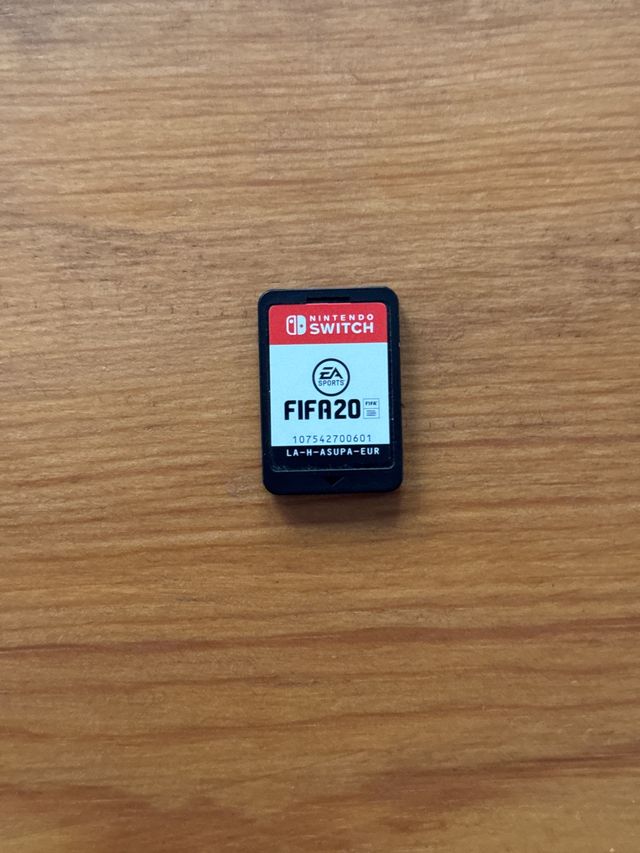 NINTENDO
SWITCH
EA
SPORTS
FIFA20
FIFA
107542700601
LA-H-ASUPA-EUR